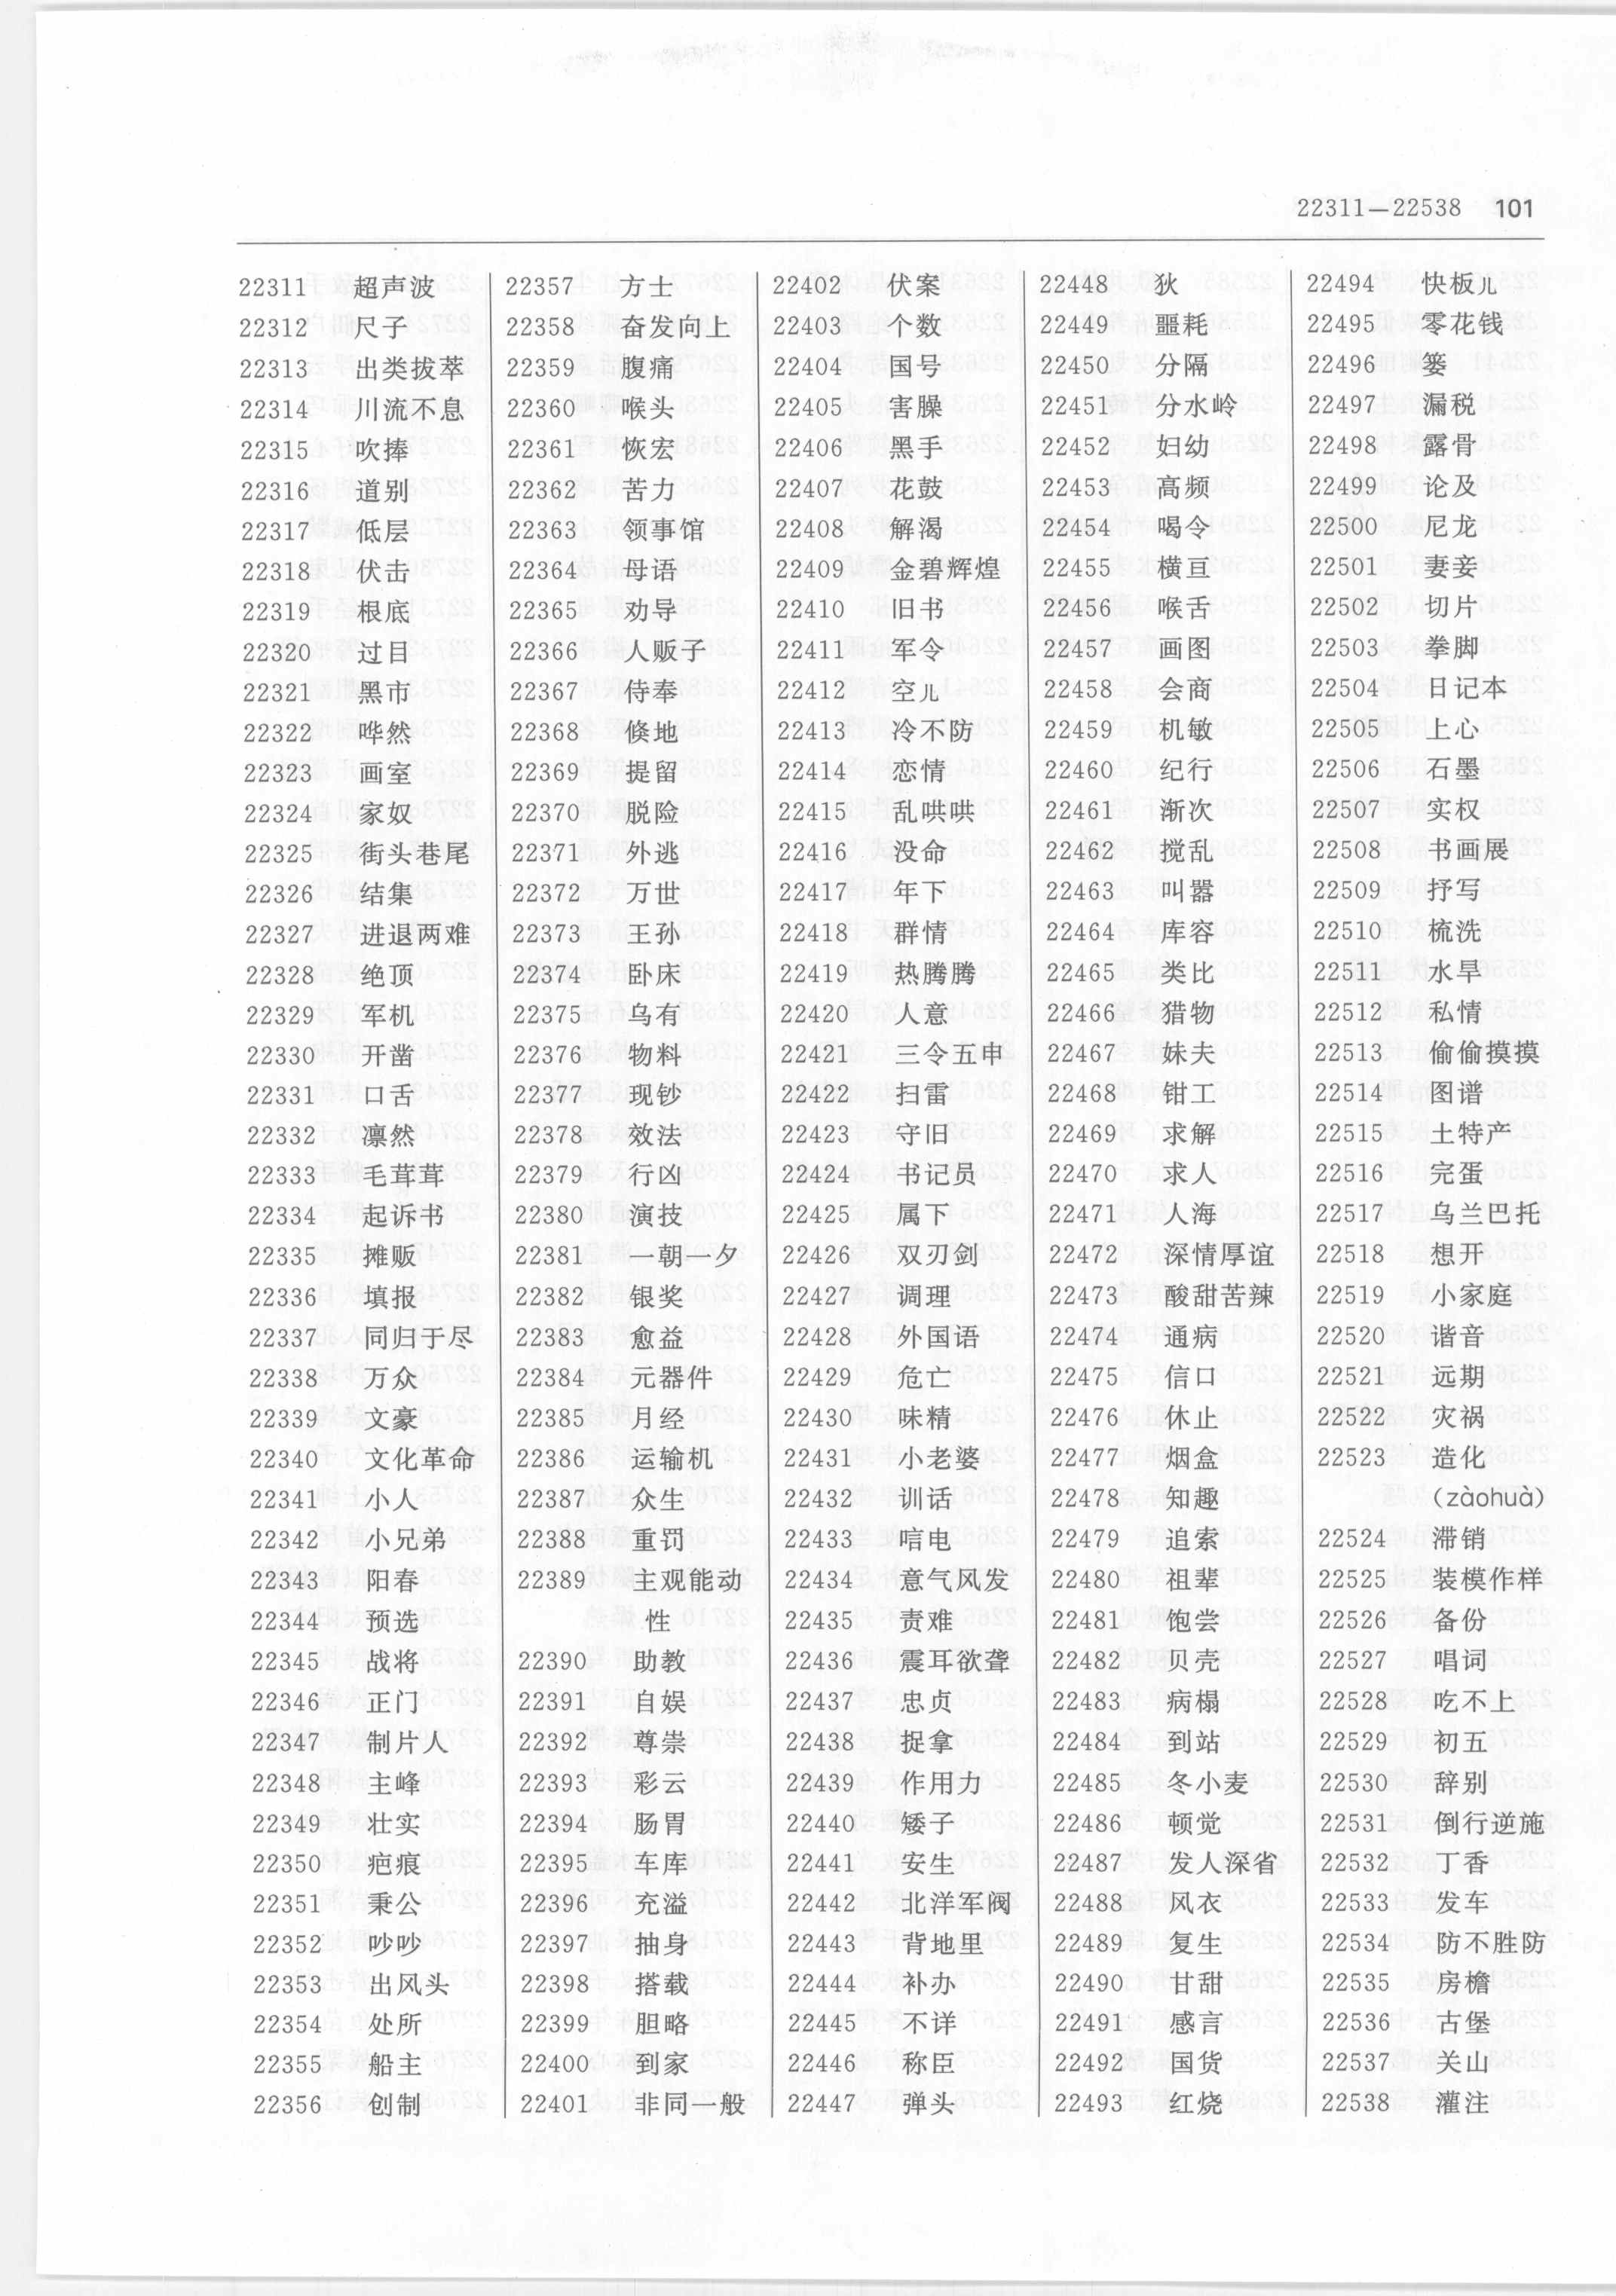 22311—22538 101
22311 超声波
22312 尺子
22313 出类拔萃
22314 川流不息
22315 吹捧
22316 道别
22317 低层
22318 伏击
22319 根底
22320 过目
22321 黑市
22322 哗然
22323 画室
22324 家奴
22325 街头巷尾
22326 结集
22327 进退两难
22328 绝顶
22329 军机
22330 开凿
22331 口舌
22332 凛然
22333 毛茸茸
22334 起诉书
22335 摊贩
22336 填报
22337 同归于尽
22338 万众
22339 文豪
22340 文化革命
22341 小人
22342 小兄弟
22343 阳春
22344 预选
22345 战将
22346 正门
22347 制片人
22348 主峰
22349 壮实
22350 疤痕
22351 秉公
22352 吵吵
22353 出风头
22354 处所
22355 船主
22356 创制
22357 方士
22358 奋发向上
22359 腹痛
22360 喉头
22361 恢宏
22362 苦力
22363 领事馆
22364 母语
22365 劝导
22366 人贩子
22367 侍奉
22368 倏地
22369 提留
22370 脱险
22371 外逃
22372 万世
22373 王孙
22374 卧床
22375 乌有
22376 物料
22377 现钞
22378 效法
22379 行凶
22380 演技
22381 一朝一夕
22382 银奖
22383 愈益
22384 元器件
22385 月经
22386 运输机
22387 众生
22388 重罚
22389 主观能动
性
22390 助教
22391 自娱
22392 尊崇
22393 彩云
22394 肠胃
22395 车库
22396 充溢
22397 抽身
22398 搭载
22399 胆略
22400 到家
22401 非同一般
22402 伏案
22403 个数
22404 国号
22405 害臊
22406 黑手
22407 花鼓
22408 解渴
22409 金碧辉煌
22410 旧书
22411 军令
22412 空儿
22413 冷不防
22414 恋情
22415 乱哄哄
22416 没命
22417 年下
22418 群情
22419 热腾腾
22420 人意
22421 三令五申
22422 扫雷
22423 守旧
22424 书记员
22425 属下
22426 双刃剑
22427 调理
22428 外国语
22429 危亡
22430 味精
22431 小老婆
22432 训话
22433 唁电
22434 意气风发
22435 责难
22436 震耳欲聋
22437 忠贞
22438 捉拿
22439 作用力
22440 矮子
22441 安生
22442 北洋军阀
22443 背地里
22444 补办
22445 不详
22446 称臣
22447 弹头
22448 狄
22449 噩耗
22450 分隔
22451 分水岭
22452 妇幼
22453 高频
22454 喝令
22455 横亘
22456 喉舌
22457 画图
22458 会商
22459 机敏
22460 纪行
22461 渐次
22462 搅乱
22463 叫嚣
22464 库容
22465 类比
22466 猎物
22467 妹夫
22468 钳工
22469 求解
22470 求人
22471 人海
22472 深情厚谊
22473 酸甜苦辣
22474 通病
22475 信口
22476 休止
22477 烟盒
22478 知趣
22479 追索
22480 祖辈
22481 饱尝
22482 贝壳
22483 病榻
22484 到站
22485 冬小麦
22486 顿觉
22487 发人深省
22488 风衣
22489 复生
22490 甘甜
22491 感言
22492 国货
22493 红烧
22494 快板儿
22495 零花钱
22496 篓
22497 漏税
22498 露骨
22499 论及
22500 尼龙
22501 妻妾
22502 切片
22503 拳脚
22504 日记本
22505 上心
22506 石墨
22507 实权
22508 书画展
22509 抒写
22510 梳洗
22511 水旱
22512 私情
22513 偷偷摸摸
22514 图谱
22515 土特产
22516 完蛋
22517 乌兰巴托
22518 想开
22519 小家庭
22520 谐音
22521 远期
22522 灾祸
22523 造化
(zàohuà)
22524 滞销
22525 装模作样
22526 备份
22527 唱词
22528 吃不上
22529 初五
22530 辞别
22531 倒行逆施
22532 丁香
22533 发车
22534 防不胜防
22535 房檐
22536 古堡
22537 关山
22538 灌注